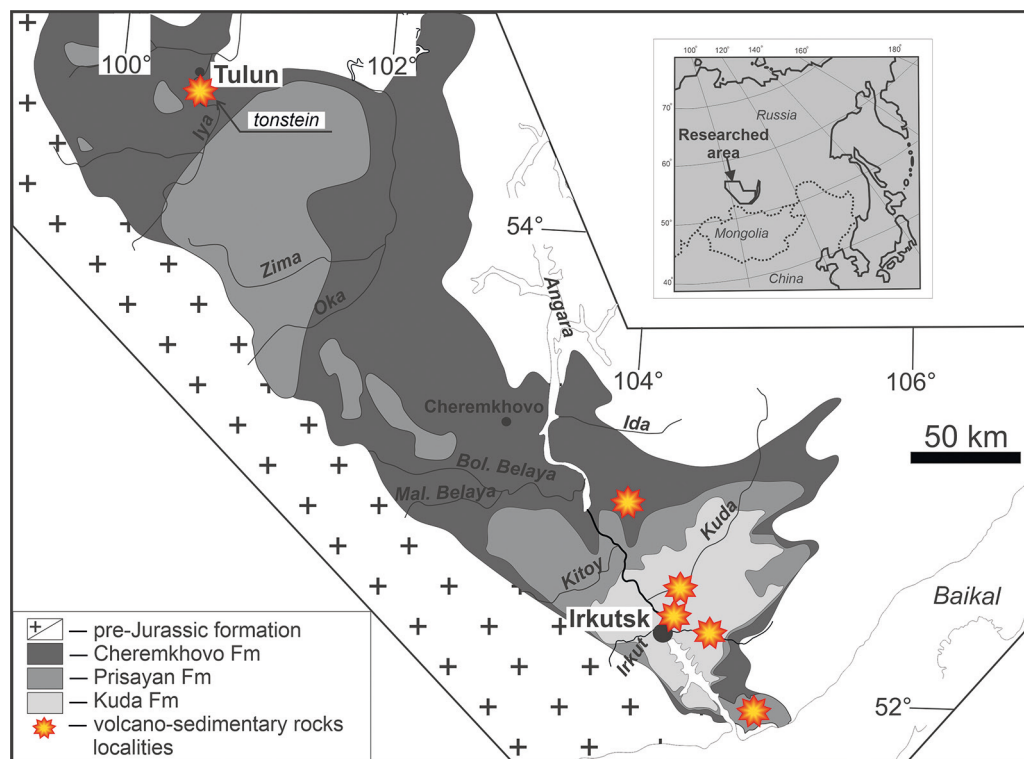 100°
102°
Tulun
tonstein
Iya
Zima
Oka
54°
Angara
104°
106°
Cheremkhovo
Ida
Bol. Belaya
Mal. Belaya
50 km
Kuda
Kitoy
Irkutsk
Irkut
Baikal
52°
100° 120° 140° 160° 180°
70°
60°
50°
40°
Russia
Researched
area
Mongolia
China
pre-Jurassic formation
Cheremkhovo Fm
Prisayan Fm
Kuda Fm
volcano-sedimentary rocks
localities